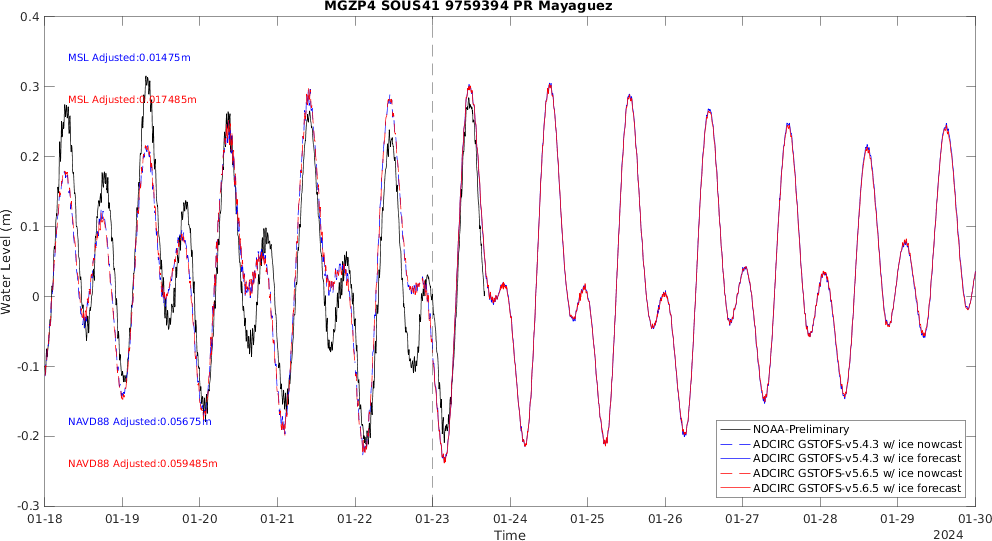 MGZP4 SOUS41 9759394 PR Mayaguez
0.4
0.3
0.2
0.1
0
-0.1
-0.2
-0.3
Water Level (m)
MSL Adjusted:0.01475m
MSL Adjusted:0.017485m
NAVD88 Adjusted:0.05675m
NAVD88 Adjusted:0.059485m
NOAA-Preliminary
ADCIRC GSTOFS-v5.4.3 w/ ice nowcast
ADCIRC GSTOFS-v5.4.3 w/ ice forecast
ADCIRC GSTOFS-v5.6.5 w/ ice nowcast
ADCIRC GSTOFS-v5.6.5 w/ ice forecast
01-18 01-19 01-20 01-21 01-22 01-23 01-24 01-25 01-26 01-27 01-28 01-29 01-30
Time
2024